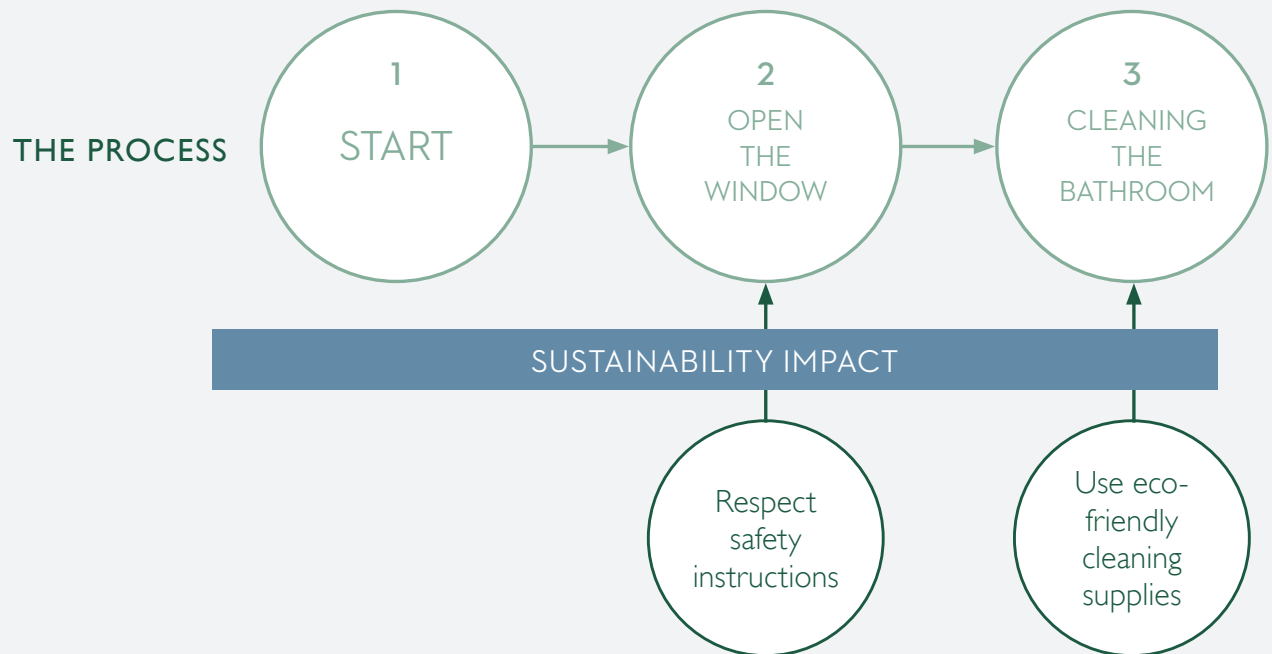 THE PROCESS
1
START
2
OPEN
THE
WINDOW
3
CLEANING
THE
BATHROOM
SUSTAINABILITY IMPACT
Respect
safety
instructions
Use eco-
friendly
cleaning
supplies